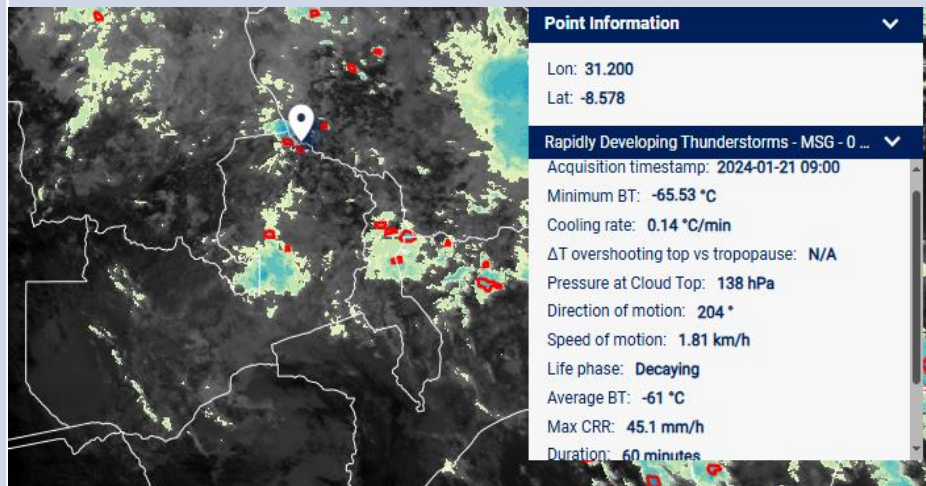 Point Information
Lon: 31.200
Lat: -8.578
Rapidly Developing Thunderstorms - MSG - 0 ...
Acquisition timestamp: 2024-01-21 09:00
Minimum BT: -65.53 °C
Cooling rate: 0.14 °C/min
ΔT overshooting top vs tropopause: N/A
Pressure at Cloud Top: 138 hPa
Direction of motion: 204 °
Speed of motion: 1.81 km/h
Life phase: Decaying
Average BT: -61 °C
Max CRR: 45.1 mm/h
Duration: 60 minutes